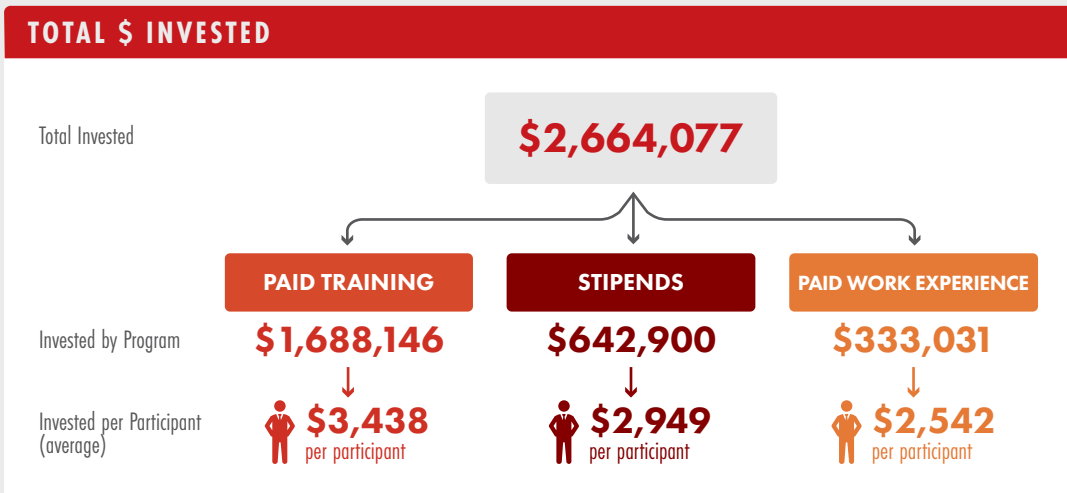 TOTAL $ INVESTED
Total Invested
$2,664,077
PAID TRAINING
STIPENDS
PAID WORK EXPERIENCE
Invested by Program
$1,688,146
$642,900
$333,031
Invested per Participant
(average)
$3,438
per participant
$2,949
per participant
$2,542
per participant